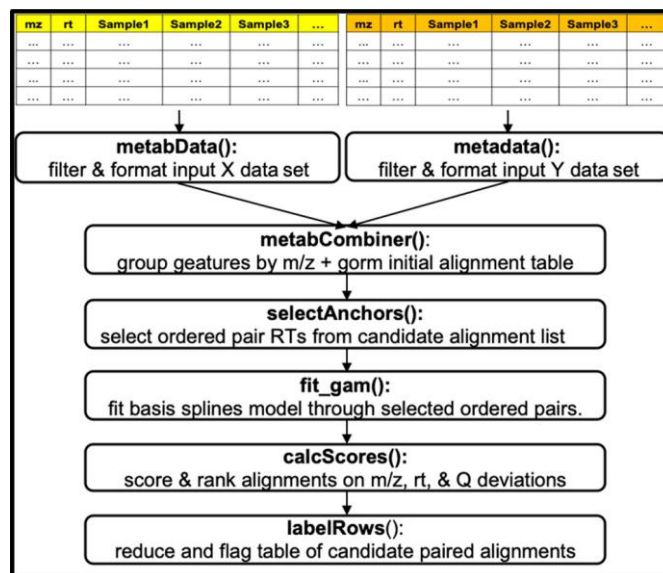 mz rt Sample1 Sample2 Sample3 ... mz rt Sample1 Sample2 Sample3 ...
... ... ... ... ... ... ... ... ... ... ... ...
... ... ... ... ... ... ... ... ... ... ... ...
... ... ... ... ... ... ... ... ... ... ... ...
... ... ... ... ... ... ... ... ... ... ... ...
metabData():
filter & format input X data set
metadata():
filter & format input Y data set
metabCombiner():
group geatures by m/z + gorm initial alignment table
selectAnchors():
select ordered pair RTs from candidate alignment list
fit_gam():
fit basis splines model through selected ordered pairs.
calcScores():
score & rank alignments on m/z, rt, & Q deviations
labelRows():
reduce and flag table of candidate paired alignments